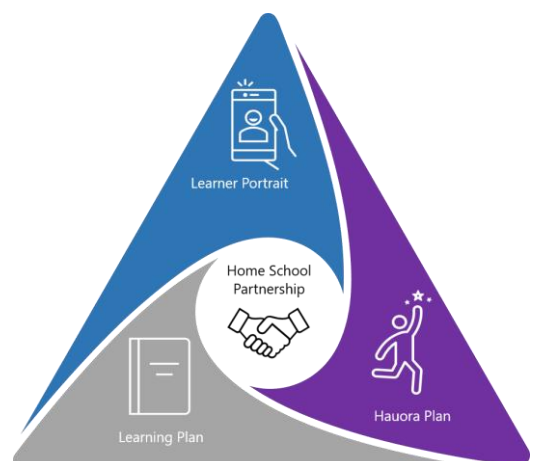 Learner Portrait
Home School
Partnership
Hauora Plan
Learning Plan